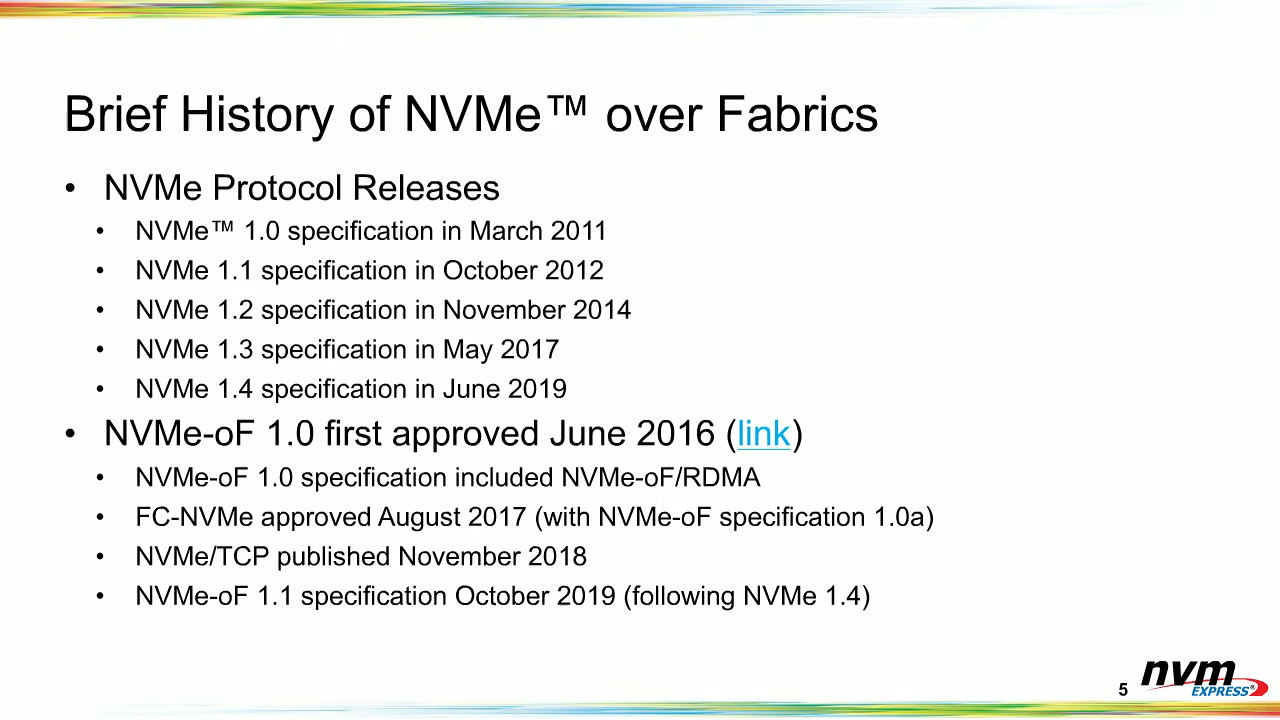 Brief History of NVMe™ over Fabrics
• NVMe Protocol Releases
• NVMe™ 1.0 specification in March 2011
• NVMe 1.1 specification in October 2012
• NVMe 1.2 specification in November 2014
• NVMe 1.3 specification in May 2017
• NVMe 1.4 specification in June 2019
• NVMe-oF 1.0 first approved June 2016 (link)
• NVMe-oF 1.0 specification included NVMe-oF/RDMA
• FC-NVMe approved August 2017 (with NVMe-oF specification 1.0a)
• NVMe/TCP published November 2018
• NVMe-oF 1.1 specification October 2019 (following NVMe 1.4)
5
nvm
EXPRESS®